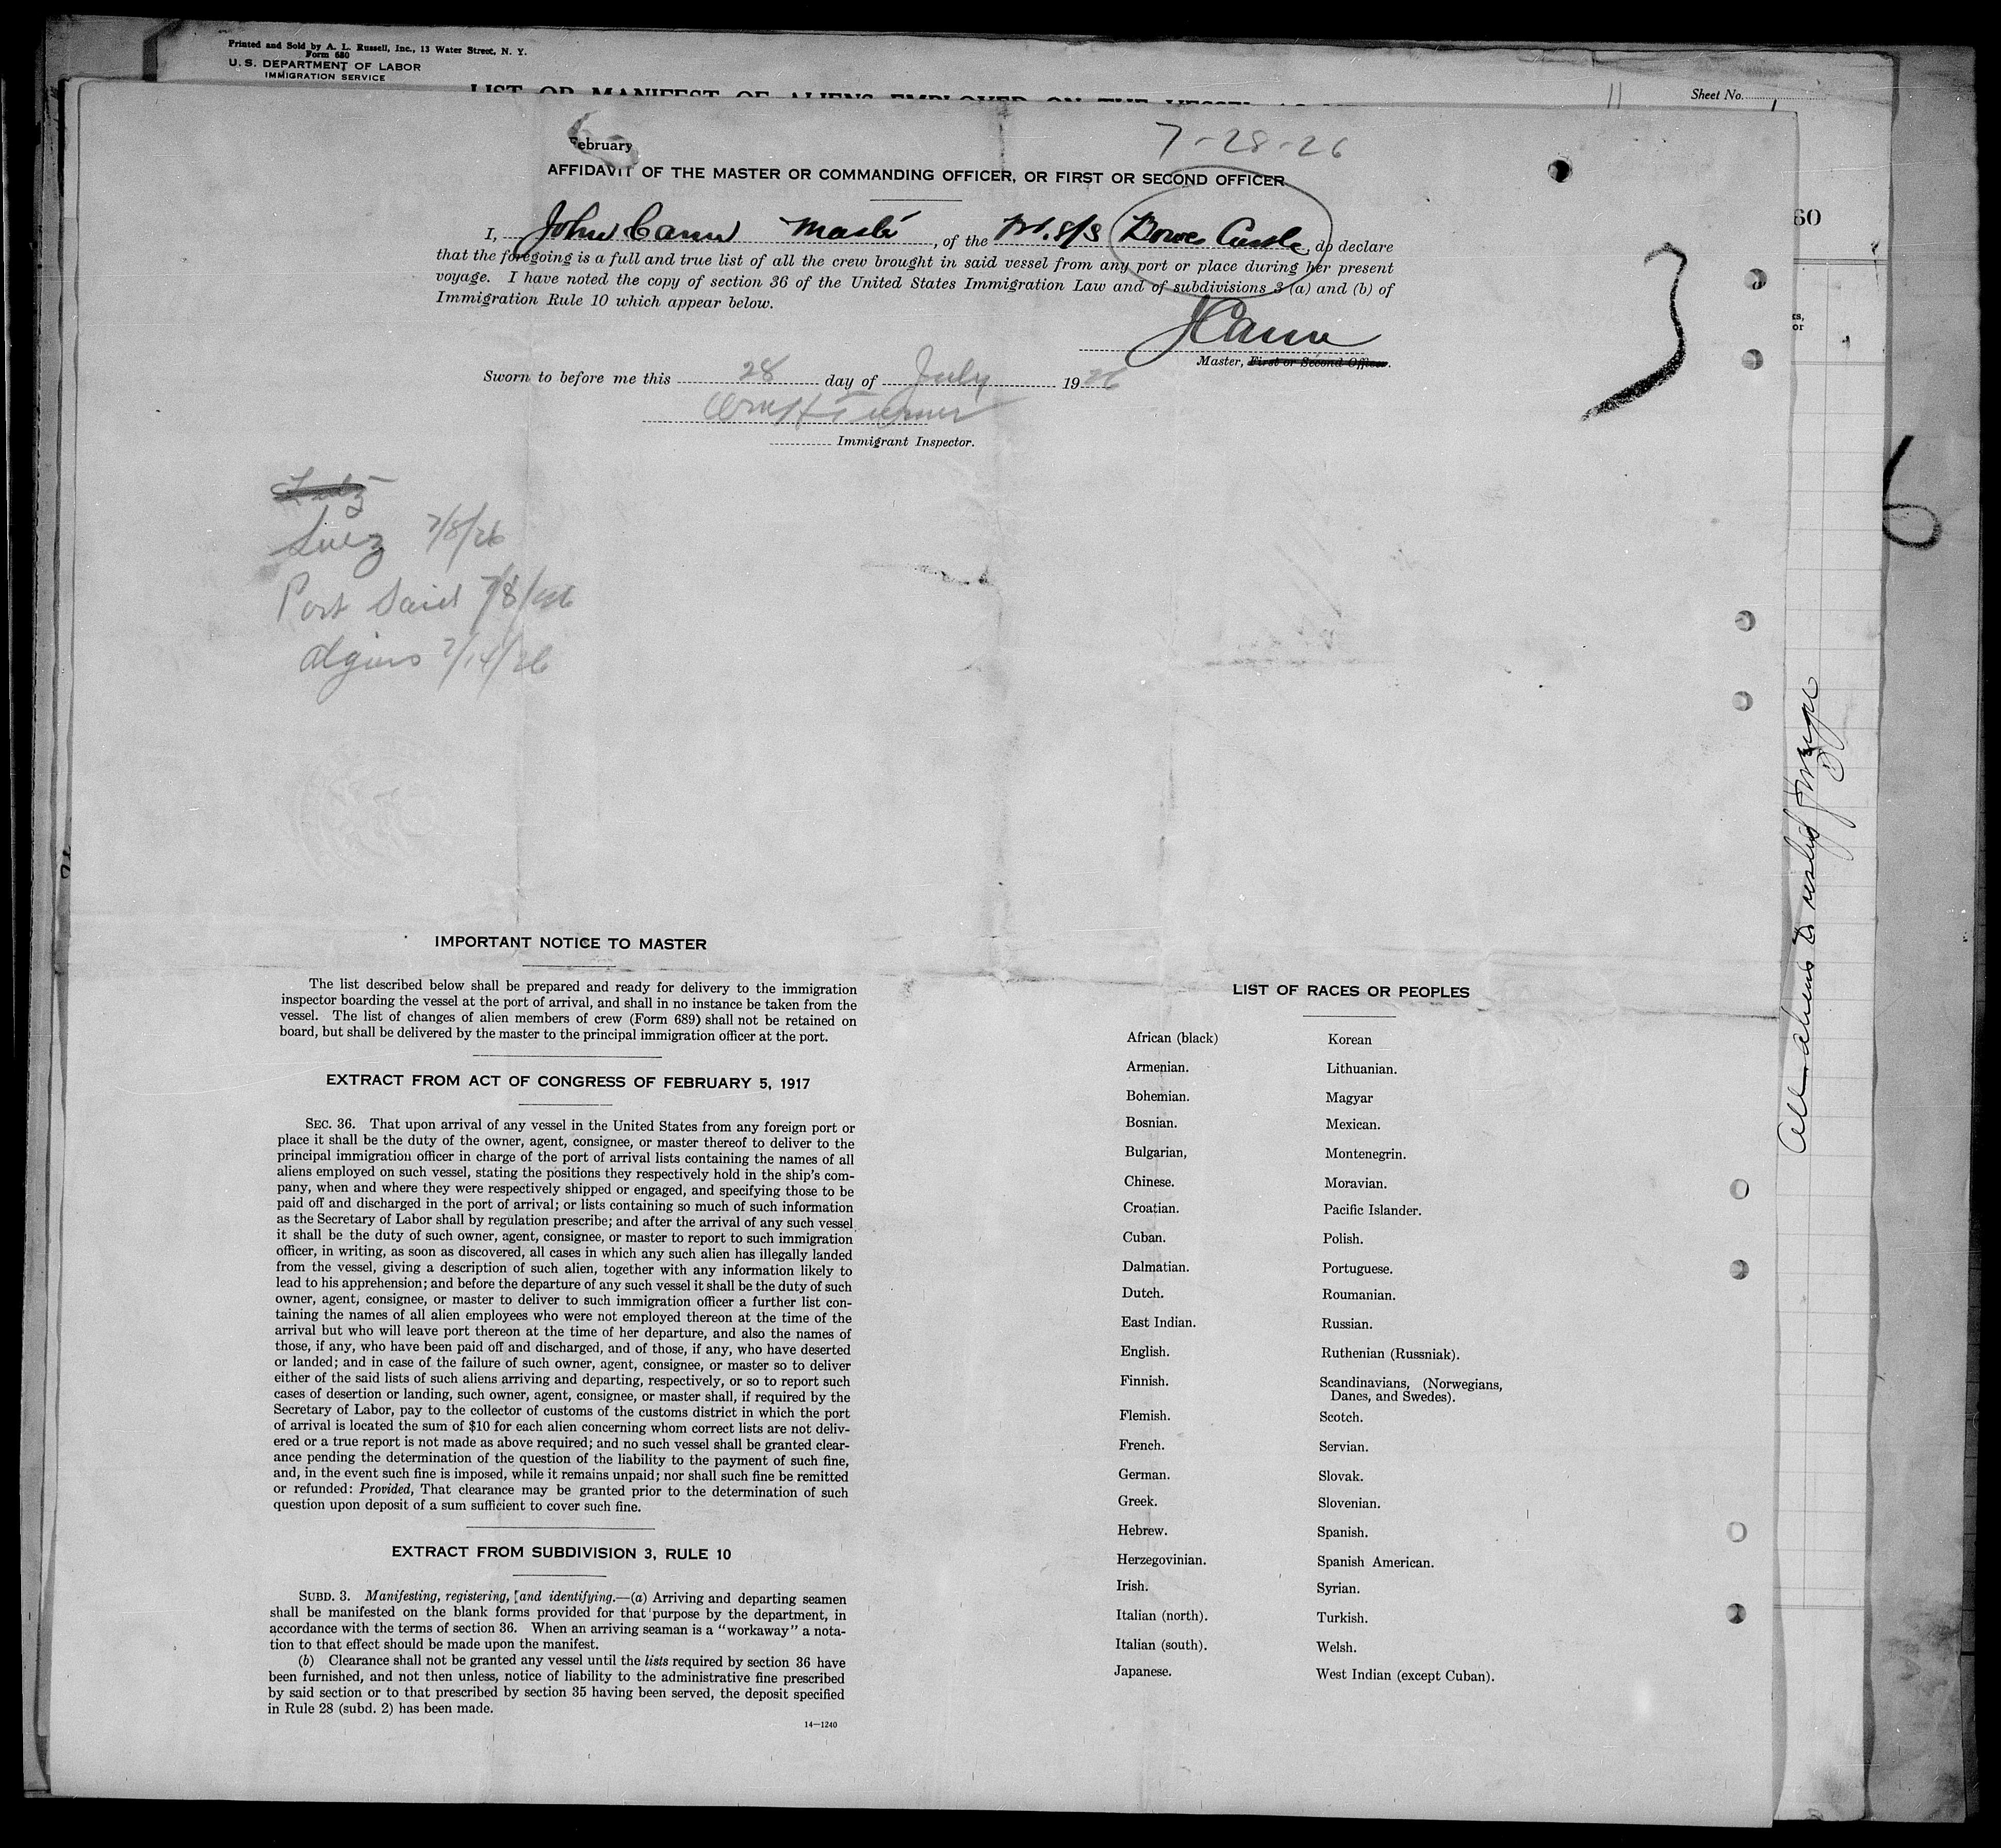 Printed and Sold by A. L. Russell, Inc., 13 Water Street, N. Y.
Form 680
U. S. DEPARTMENT OF LABOR
IMMIGRATION SERVICE
LIST OR MANIFEST OF ALIENS EMPLOYED ON THE VESSEL
11
Sheet No.
February
7-28-26
AFFIDAVIT OF THE MASTER OR COMMANDING OFFICER, OR FIRST OR SECOND OFFICER
I, John Cann Master, of the Br. S/S Bowes Castle, do declare
that the foregoing is a full and true list of all the crew brought in said vessel from any port or place during her present
voyage. I have noted the copy of section 36 of the United States Immigration Law and of subdivisions 3 (a) and (b) of
Immigration Rule 10 which appear below.
JCann
Master, First or Second Officer.
Sworn to before me this 28 day of July 1926
Immigrant Inspector.
60
3
6
Suez 7/8/26
Port Said 7/8/26
Algiers 7/14/26
All aliens to
IMPORTANT NOTICE TO MASTER
The list described below shall be prepared and ready for delivery to the immigration
inspector boarding the vessel at the port of arrival, and shall in no instance be taken from the
vessel. The list of changes of alien members of crew (Form 689) shall not be retained on
board, but shall be delivered by the master to the principal immigration officer at the port.
EXTRACT FROM ACT OF CONGRESS OF FEBRUARY 5, 1917
SEC. 36. That upon arrival of any vessel in the United States from any foreign port or
place it shall be the duty of the owner, agent, consignee, or master thereof to deliver to the
principal immigration officer in charge of the port of arrival lists containing the names of all
aliens employed on such vessel, stating the positions they respectively hold in the ship's com-
pany, when and where they were respectively shipped or engaged, and specifying those to be
paid off and discharged in the port of arrival; or lists containing so much of such information
as the Secretary of Labor shall by regulation prescribe; and after the arrival of any such vessel
it shall be the duty of such owner, agent, consignee, or master to report to such immigration
officer, in writing, as soon as discovered, all cases in which any such alien has illegally landed
from the vessel, giving a description of such alien, together with any information likely to
lead to his apprehension; and before the departure of any such vessel it shall be the duty of such
owner, agent, consignee, or master to deliver to such immigration officer a further list con-
taining the names of all alien employees who were not employed thereon at the time of the
arrival but who will leave port thereon at the time of her departure, and also the names of
those, if any, who have been paid off and discharged, and of those, if any, who have deserted
or landed; and in case of the failure of such owner, agent, consignee, or master so to deliver
either of the said lists of such aliens arriving and departing, respectively, or so to report such
cases of desertion or landing, such owner, agent, consignee, or master shall, if required by the
Secretary of Labor, pay to the collector of customs of the customs district in which the port
of arrival is located the sum of $10 for each alien concerning whom correct lists are not deliv-
ered or a true report is not made as above required; and no such vessel shall be granted clear-
ance pending the determination of the question of the liability to the payment of such fine,
and, in the event such fine is imposed, while it remains unpaid; nor shall such fine be remitted
or refunded: Provided, That clearance may be granted prior to the determination of such
question upon deposit of a sum sufficient to cover such fine.
EXTRACT FROM SUBDIVISION 3, RULE 10
SUBD. 3. Manifesting, registering, [and identifying.—(a) Arriving and departing seamen
shall be manifested on the blank forms provided for that purpose by the department, in
accordance with the terms of section 36. When an arriving seaman is a "workaway" a nota-
tion to that effect should be made upon the manifest.
(b) Clearance shall not be granted any vessel until the lists required by section 36 have
been furnished, and not then unless, notice of liability to the administrative fine prescribed
by said section or to that prescribed by section 35 having been served, the deposit specified
in Rule 28 (subd. 2) has been made.
14—1240
LIST OF RACES OR PEOPLES
African (black)
Armenian.
Bohemian.
Bosnian.
Bulgarian,
Chinese.
Croatian.
Cuban.
Dalmatian.
Dutch.
East Indian.
English.
Finnish.
Flemish.
French.
German.
Greek.
Hebrew.
Herzegovinian.
Irish.
Italian (north).
Italian (south).
Japanese.
Korean
Lithuanian.
Magyar
Mexican.
Montenegrin.
Moravian.
Pacific Islander.
Polish.
Portuguese.
Roumanian.
Russian.
Ruthenian (Russniak).
Scandinavians, (Norwegians,
Danes, and Swedes).
Scotch.
Servian.
Slovak.
Slovenian.
Spanish.
Spanish American.
Syrian.
Turkish.
Welsh.
West Indian (except Cuban).